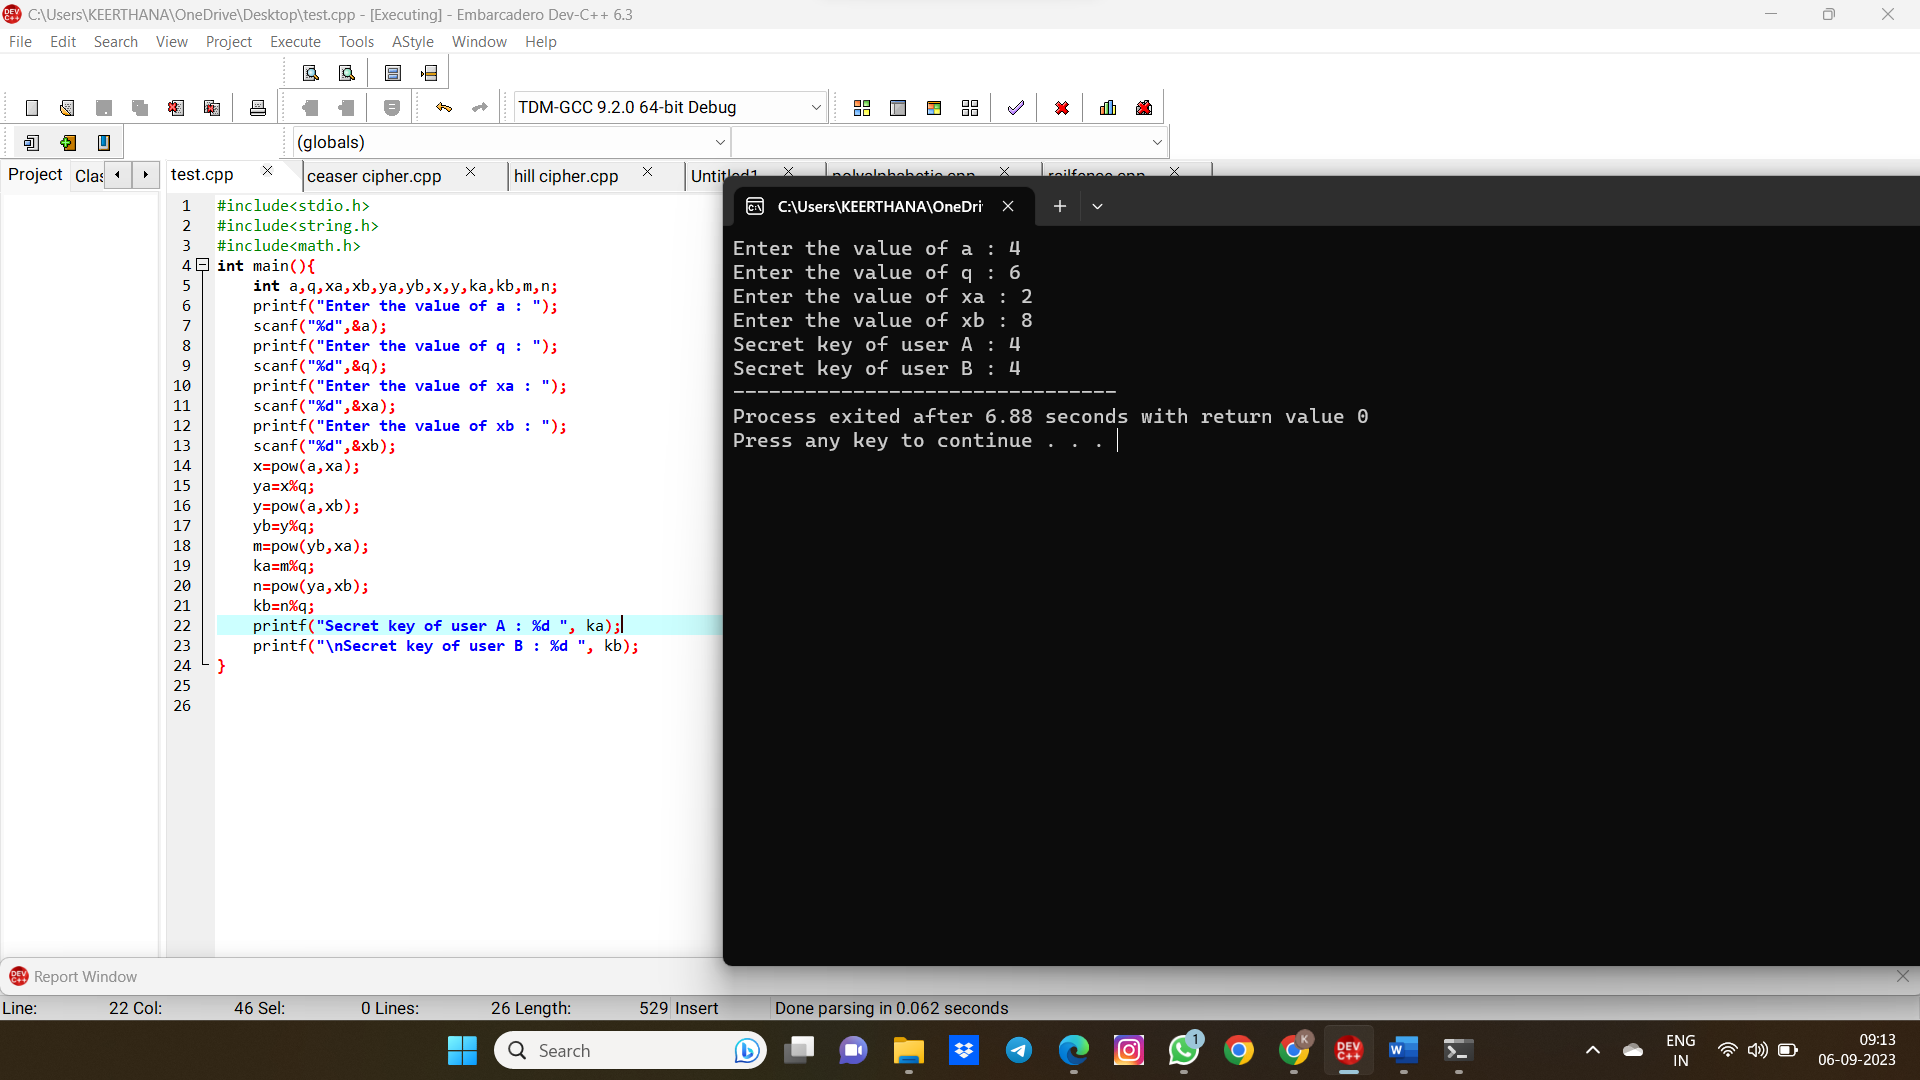 C:\Users\KEERTHANA\OneDrive\Desktop\test.cpp - [Executing] - Embarcadero Dev-C++ 6.3
File Edit Search View Project Execute Tools AStyle Window Help
TDM-GCC 9.2.0 64-bit Debug
(globals)
Project Clas test.cpp ceaser cipher.cpp hill cipher.cpp Untitled1 polyalphabetic.cpp railfence.cpp
1 #include<stdio.h>
2 #include<string.h>
3 #include<math.h>
4 int main(){
5 int a,q,xa,xb,ya,yb,x,y,ka,kb,m,n;
6 printf("Enter the value of a : ");
7 scanf("%d",&a);
8 printf("Enter the value of q : ");
9 scanf("%d",&q);
10 printf("Enter the value of xa : ");
11 scanf("%d",&xa);
12 printf("Enter the value of xb : ");
13 scanf("%d",&xb);
14 x=pow(a,xa);
15 ya=x%q;
16 y=pow(a,xb);
17 yb=y%q;
18 m=pow(yb,xa);
19 ka=m%q;
20 n=pow(ya,xb);
21 kb=n%q;
22 printf("Secret key of user A : %d ", ka);
23 printf("\nSecret key of user B : %d ", kb);
24 }
25
26
C:\Users\KEERTHANA\OneDri
Enter the value of a : 4
Enter the value of q : 6
Enter the value of xa : 2
Enter the value of xb : 8
Secret key of user A : 4
Secret key of user B : 4
--------------------------------
Process exited after 6.88 seconds with return value 0
Press any key to continue . . .
Report Window
Line: 22 Col: 46 Sel: 0 Lines: 26 Length: 529 Insert Done parsing in 0.062 seconds
Search
1
K
DEV C++
W
ENG
IN
09:13
06-09-2023